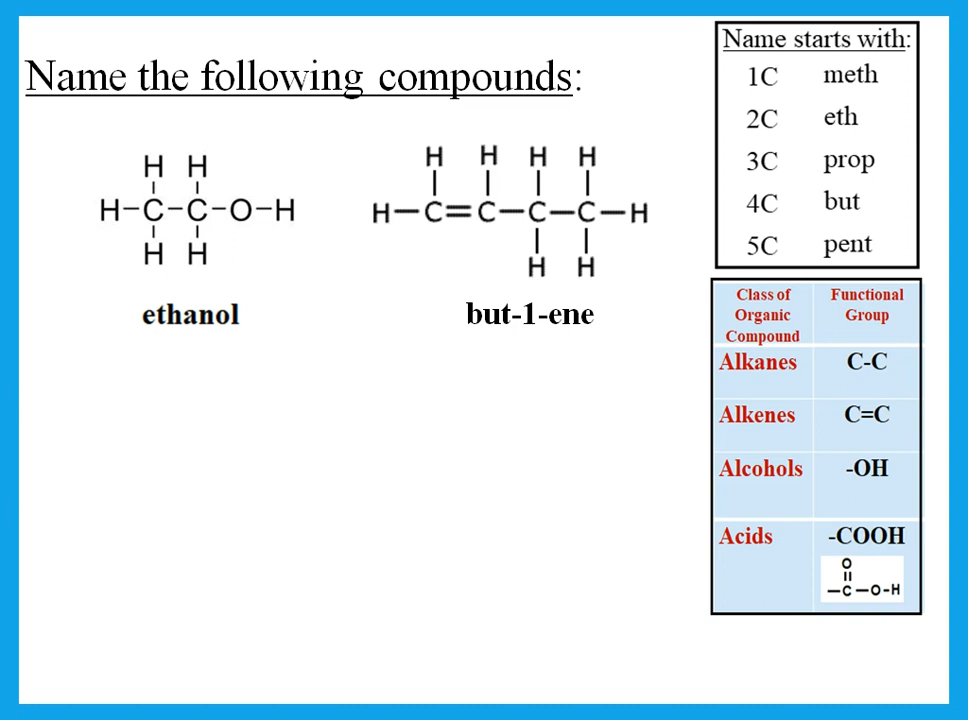 Name the following compounds:
H H
H-C-C-O-H
H H
ethanol
H H H H
H-C=C-C-C-H
H H
but-1-ene
Name starts with:
1C meth
2C eth
3C prop
4C but
5C pent
Class of Organic Compound
Functional Group
Alkanes C-C
Alkenes C=C
Alcohols -OH
Acids -COOH
O
-C-O-H